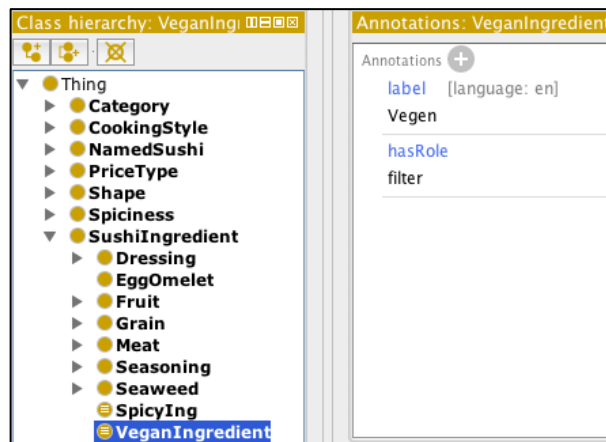 Class hierarchy: VeganIngr
Thing
Category
CookingStyle
NamedSushi
PriceType
Shape
Spiciness
SushiIngredient
Dressing
EggOmelet
Fruit
Grain
Meat
Seasoning
Seaweed
SpicyIng
VeganIngredient
Annotations: VeganIngredient
Annotations
label [language: en]
Vegen
hasRole
filter